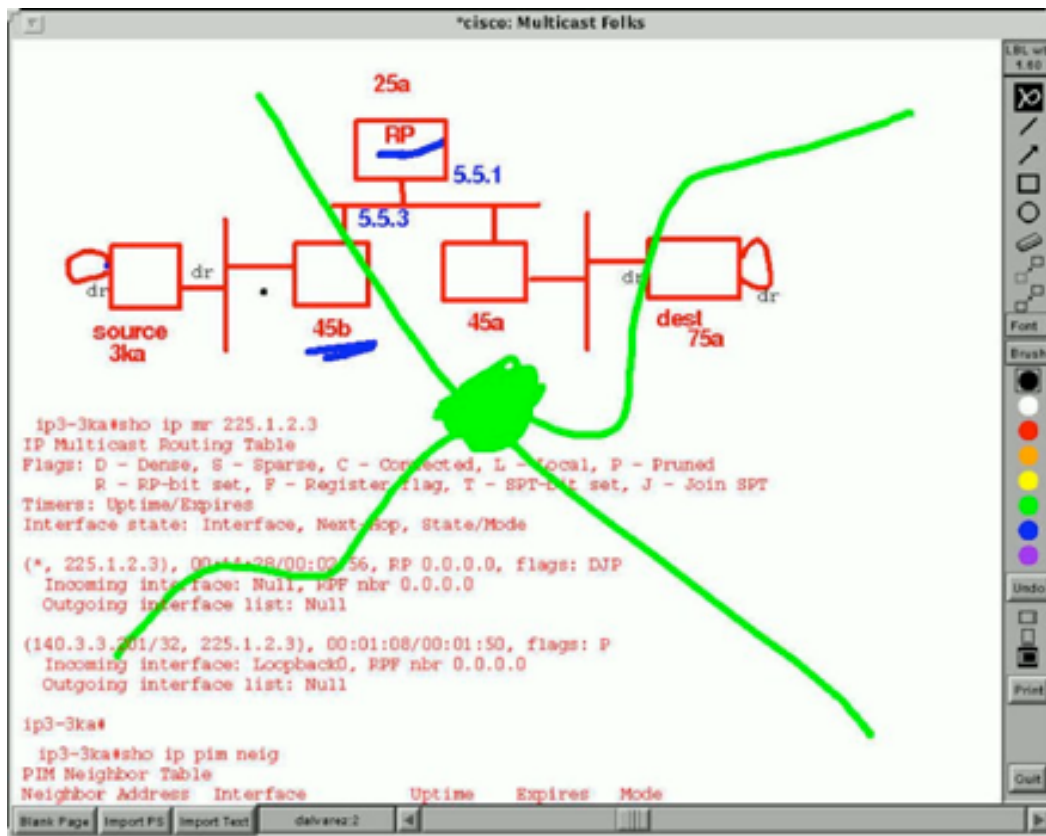 *cisco: Multicast Folks
LBL wb
1.60
25a
RP
5.5.1
5.5.3
dr
dr
dr
dr
source
3ka
45b
45a
dest
75a
Font
Brush
ip3-3ka#sho ip mr 225.1.2.3
IP Multicast Routing Table
Flags: D - Dense, S - Sparse, C - Connected, L - Local, P - Pruned
R - RP-bit set, F - Register flag, T - SPT-bit set, J - Join SPT
Timers: Uptime/Expires
Interface state: Interface, Next-Hop, State/Mode
(*, 225.1.2.3), 00:14:28/00:02:56, RP 0.0.0.0, flags: DJP
Incoming interface: Null, RPF nbr 0.0.0.0
Outgoing interface list: Null
(140.3.3.201/32, 225.1.2.3), 00:01:08/00:01:50, flags: P
Incoming interface: Loopback0, RPF nbr 0.0.0.0
Outgoing interface list: Null
ip3-3ka#
ip3-3ka#sho ip pim neig
PIM Neighbor Table
Neighbor Address Interface Uptime Expires Mode
Undo
Print
Quit
Blank Page
Import PS
Import Text
dalvarez:2